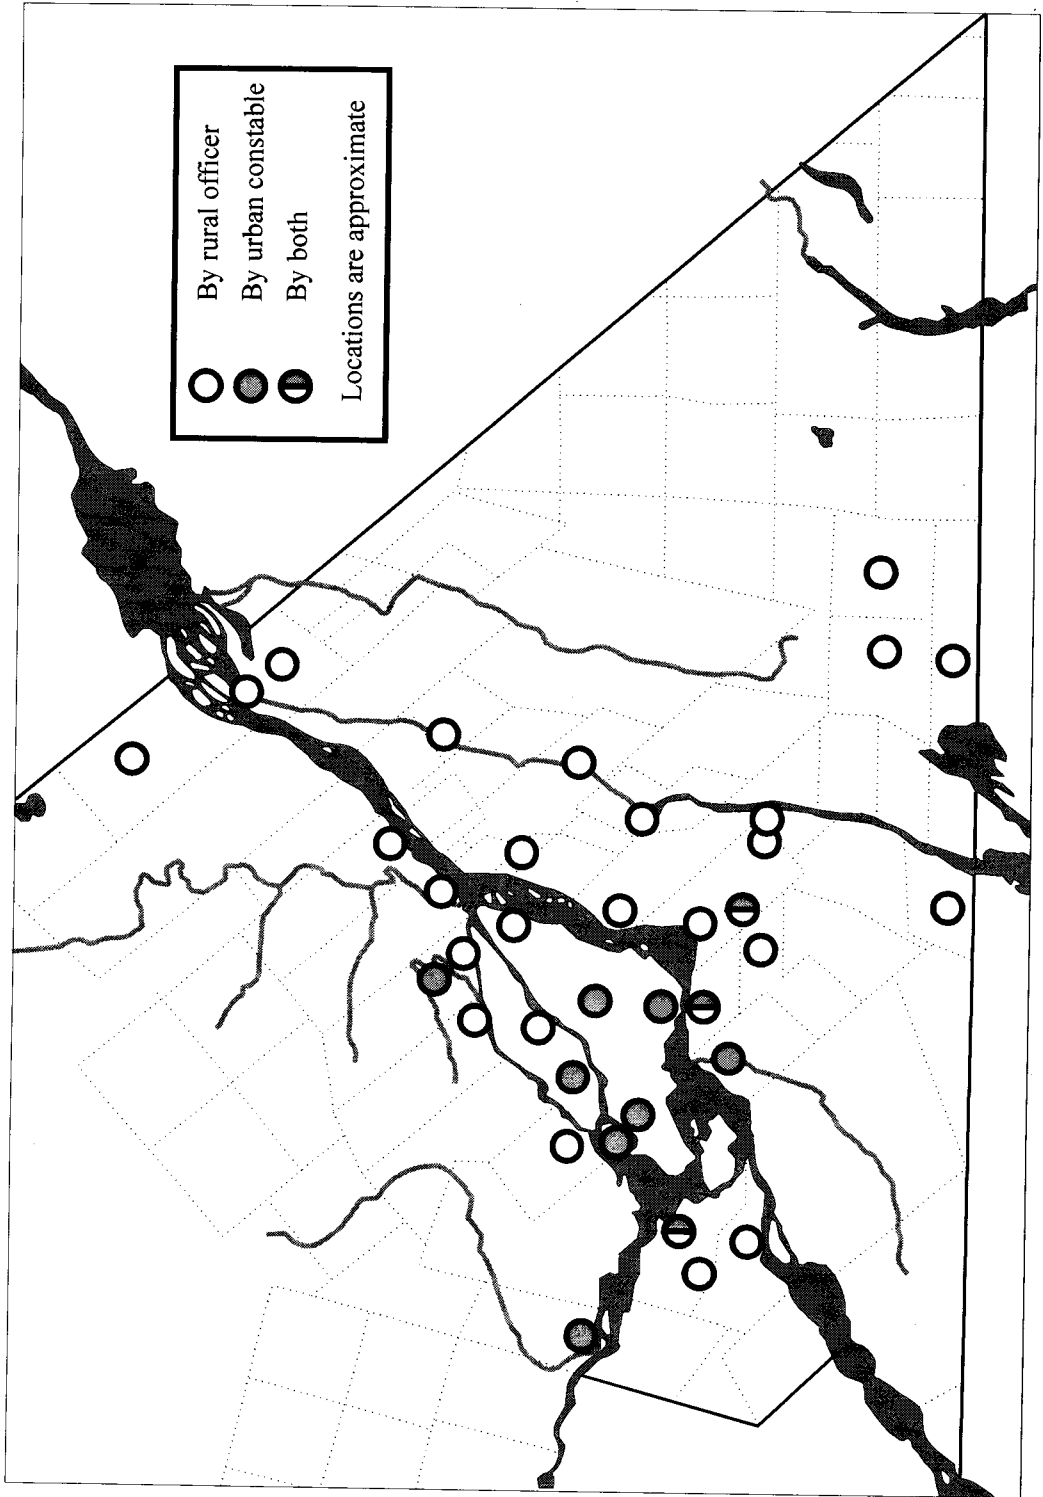 By rural officer
By urban constable
By both
Locations are approximate